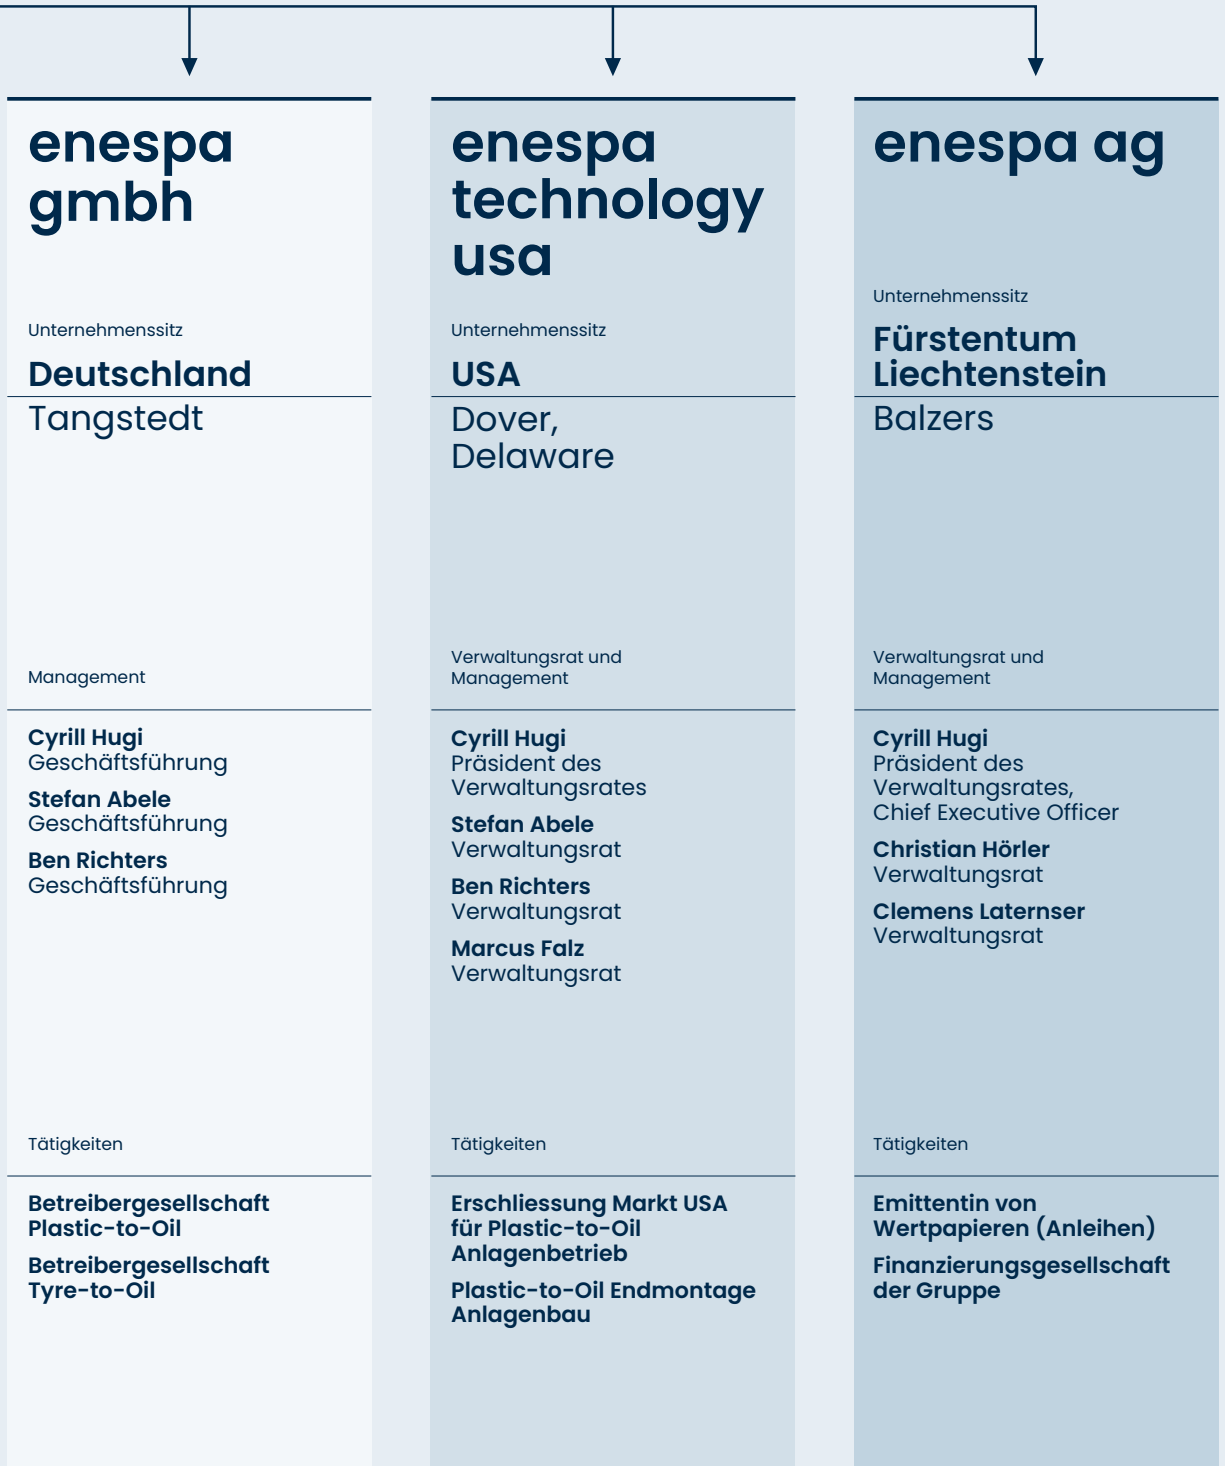 enespa
gmbh
Unternehmenssitz
Deutschland
Tangstedt
Management
Cyrill Hugi
Geschäftsführung
Stefan Abele
Geschäftsführung
Ben Richters
Geschäftsführung
Tätigkeiten
Betreibergesellschaft
Plastic-to-Oil
Betreibergesellschaft
Tyre-to-Oil
enespa
technology
usa
Unternehmenssitz
USA
Dover,
Delaware
Verwaltungsrat und
Management
Cyrill Hugi
Präsident des
Verwaltungsrates
Stefan Abele
Verwaltungsrat
Ben Richters
Verwaltungsrat
Marcus Falz
Verwaltungsrat
Tätigkeiten
Erschliessung Markt USA
für Plastic-to-Oil
Anlagenbetrieb
Plastic-to-Oil Endmontage
Anlagenbau
enespa ag
Unternehmenssitz
Fürstentum
Liechtenstein
Balzers
Verwaltungsrat und
Management
Cyrill Hugi
Präsident des
Verwaltungsrates,
Chief Executive Officer
Christian Hörler
Verwaltungsrat
Clemens Laternser
Verwaltungsrat
Tätigkeiten
Emittentin von
Wertpapieren (Anleihen)
Finanzierungsgesellschaft
der Gruppe